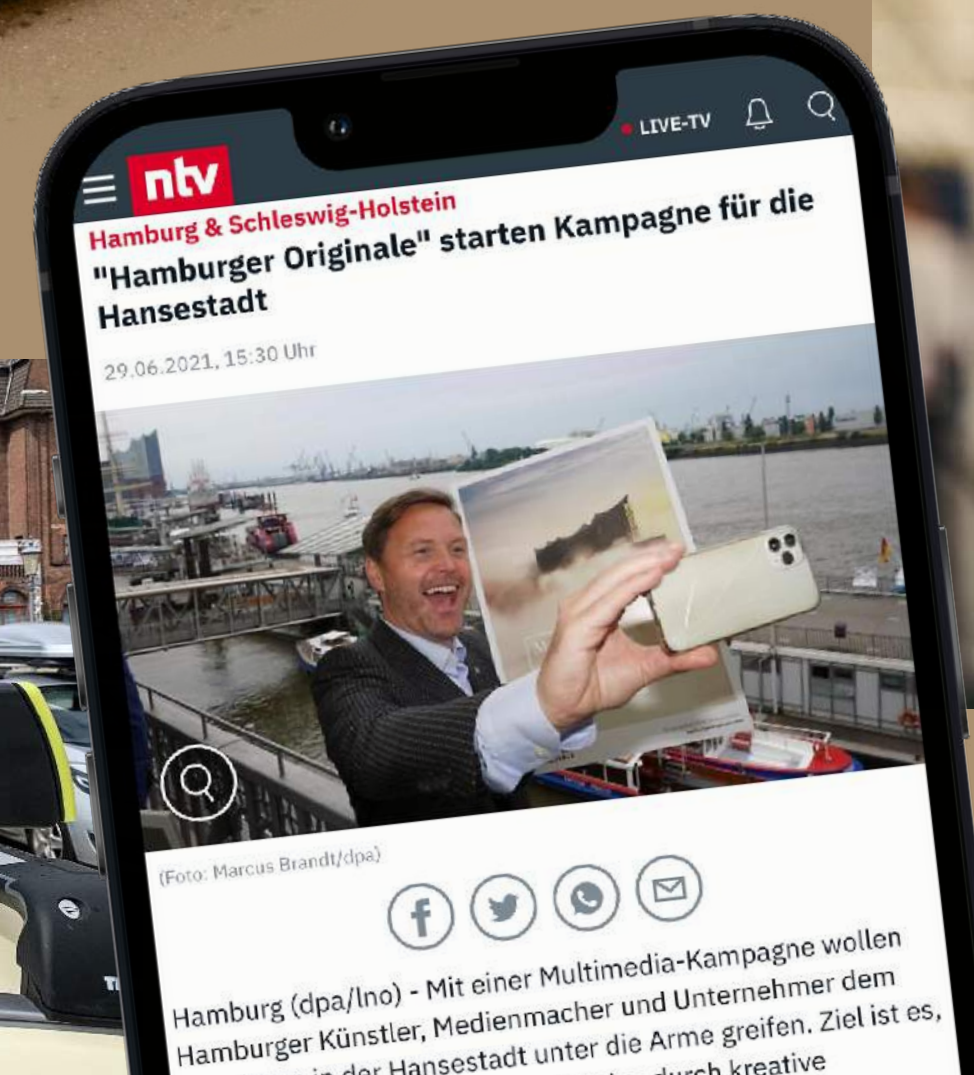 ntv
LIVE-TV
Hamburg & Schleswig-Holstein
"Hamburger Originale" starten Kampagne für die
Hansestadt
29.06.2021, 15:30 Uhr
(Foto: Marcus Brandt/dpa)
Hamburg (dpa/lno) - Mit einer Multimedia-Kampagne wollen
Hamburger Künstler, Medienmacher und Unternehmer dem
in der Hansestadt unter die Arme greifen. Ziel ist es,
durch kreative